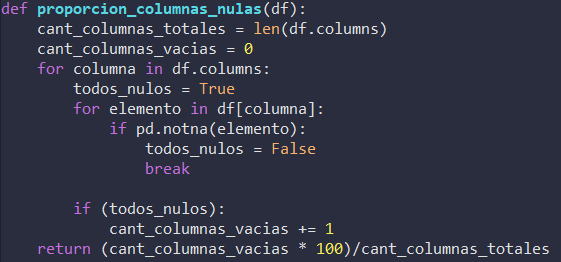 def proporcion_columnas_nulas(df):
    cant_columnas_totales = len(df.columns)
    cant_columnas_vacias = 0
    for columna in df.columns:
        todos_nulos = True
        for elemento in df[columna]:
            if pd.notna(elemento):
                todos_nulos = False
                break

        if (todos_nulos):
            cant_columnas_vacias += 1
    return (cant_columnas_vacias * 100)/cant_columnas_totales